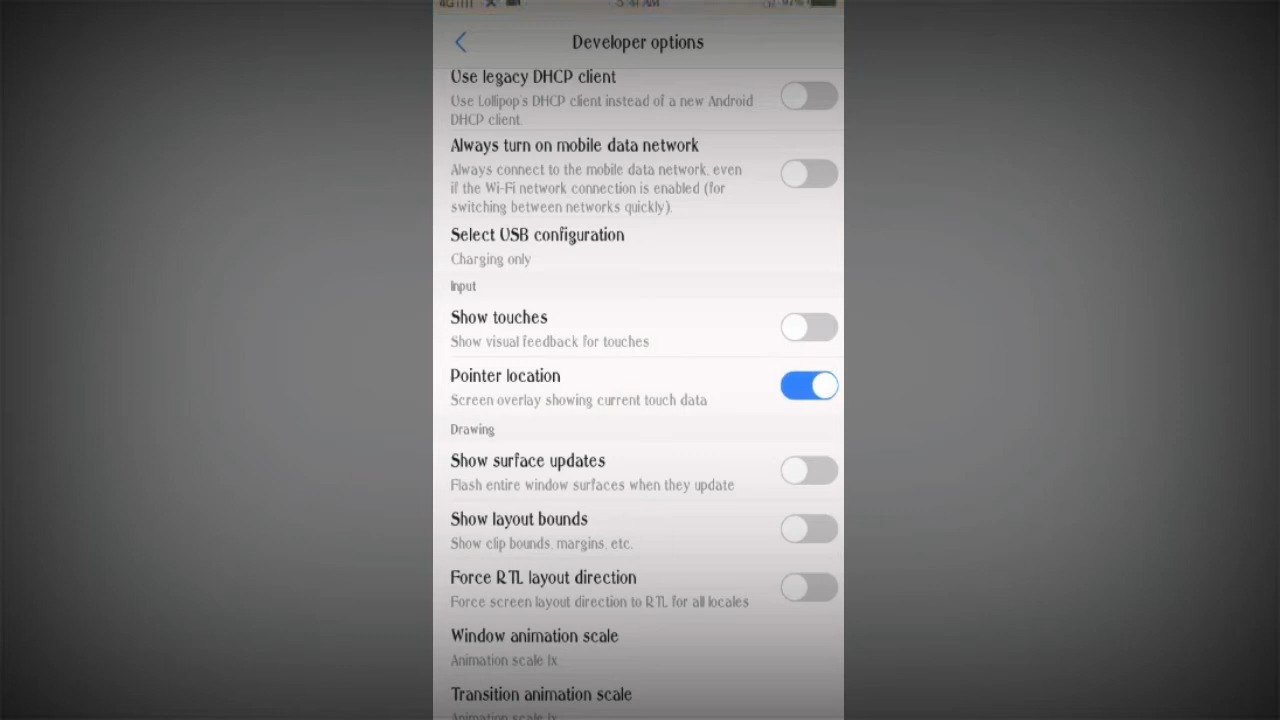 Developer options
Use legacy DHCP client
Use Lollipop's DHCP client instead of a new Android
DHCP client.
Always turn on mobile data network
Always connect to the mobile data network, even
if the Wi-Fi network connection is enabled (for
switching between networks quickly).
Select USB configuration
Charging only
Input
Show touches
Show visual feedback for touches
Pointer location
Screen overlay showing current touch data
Drawing
Show surface updates
Flash entire window surfaces when they update
Show layout bounds
Show clip bounds, margins, etc.
Force RTL layout direction
Force screen layout direction to RTL for all locales
Window animation scale
Animation scale 1x
Transition animation scale
Animation scale 1x